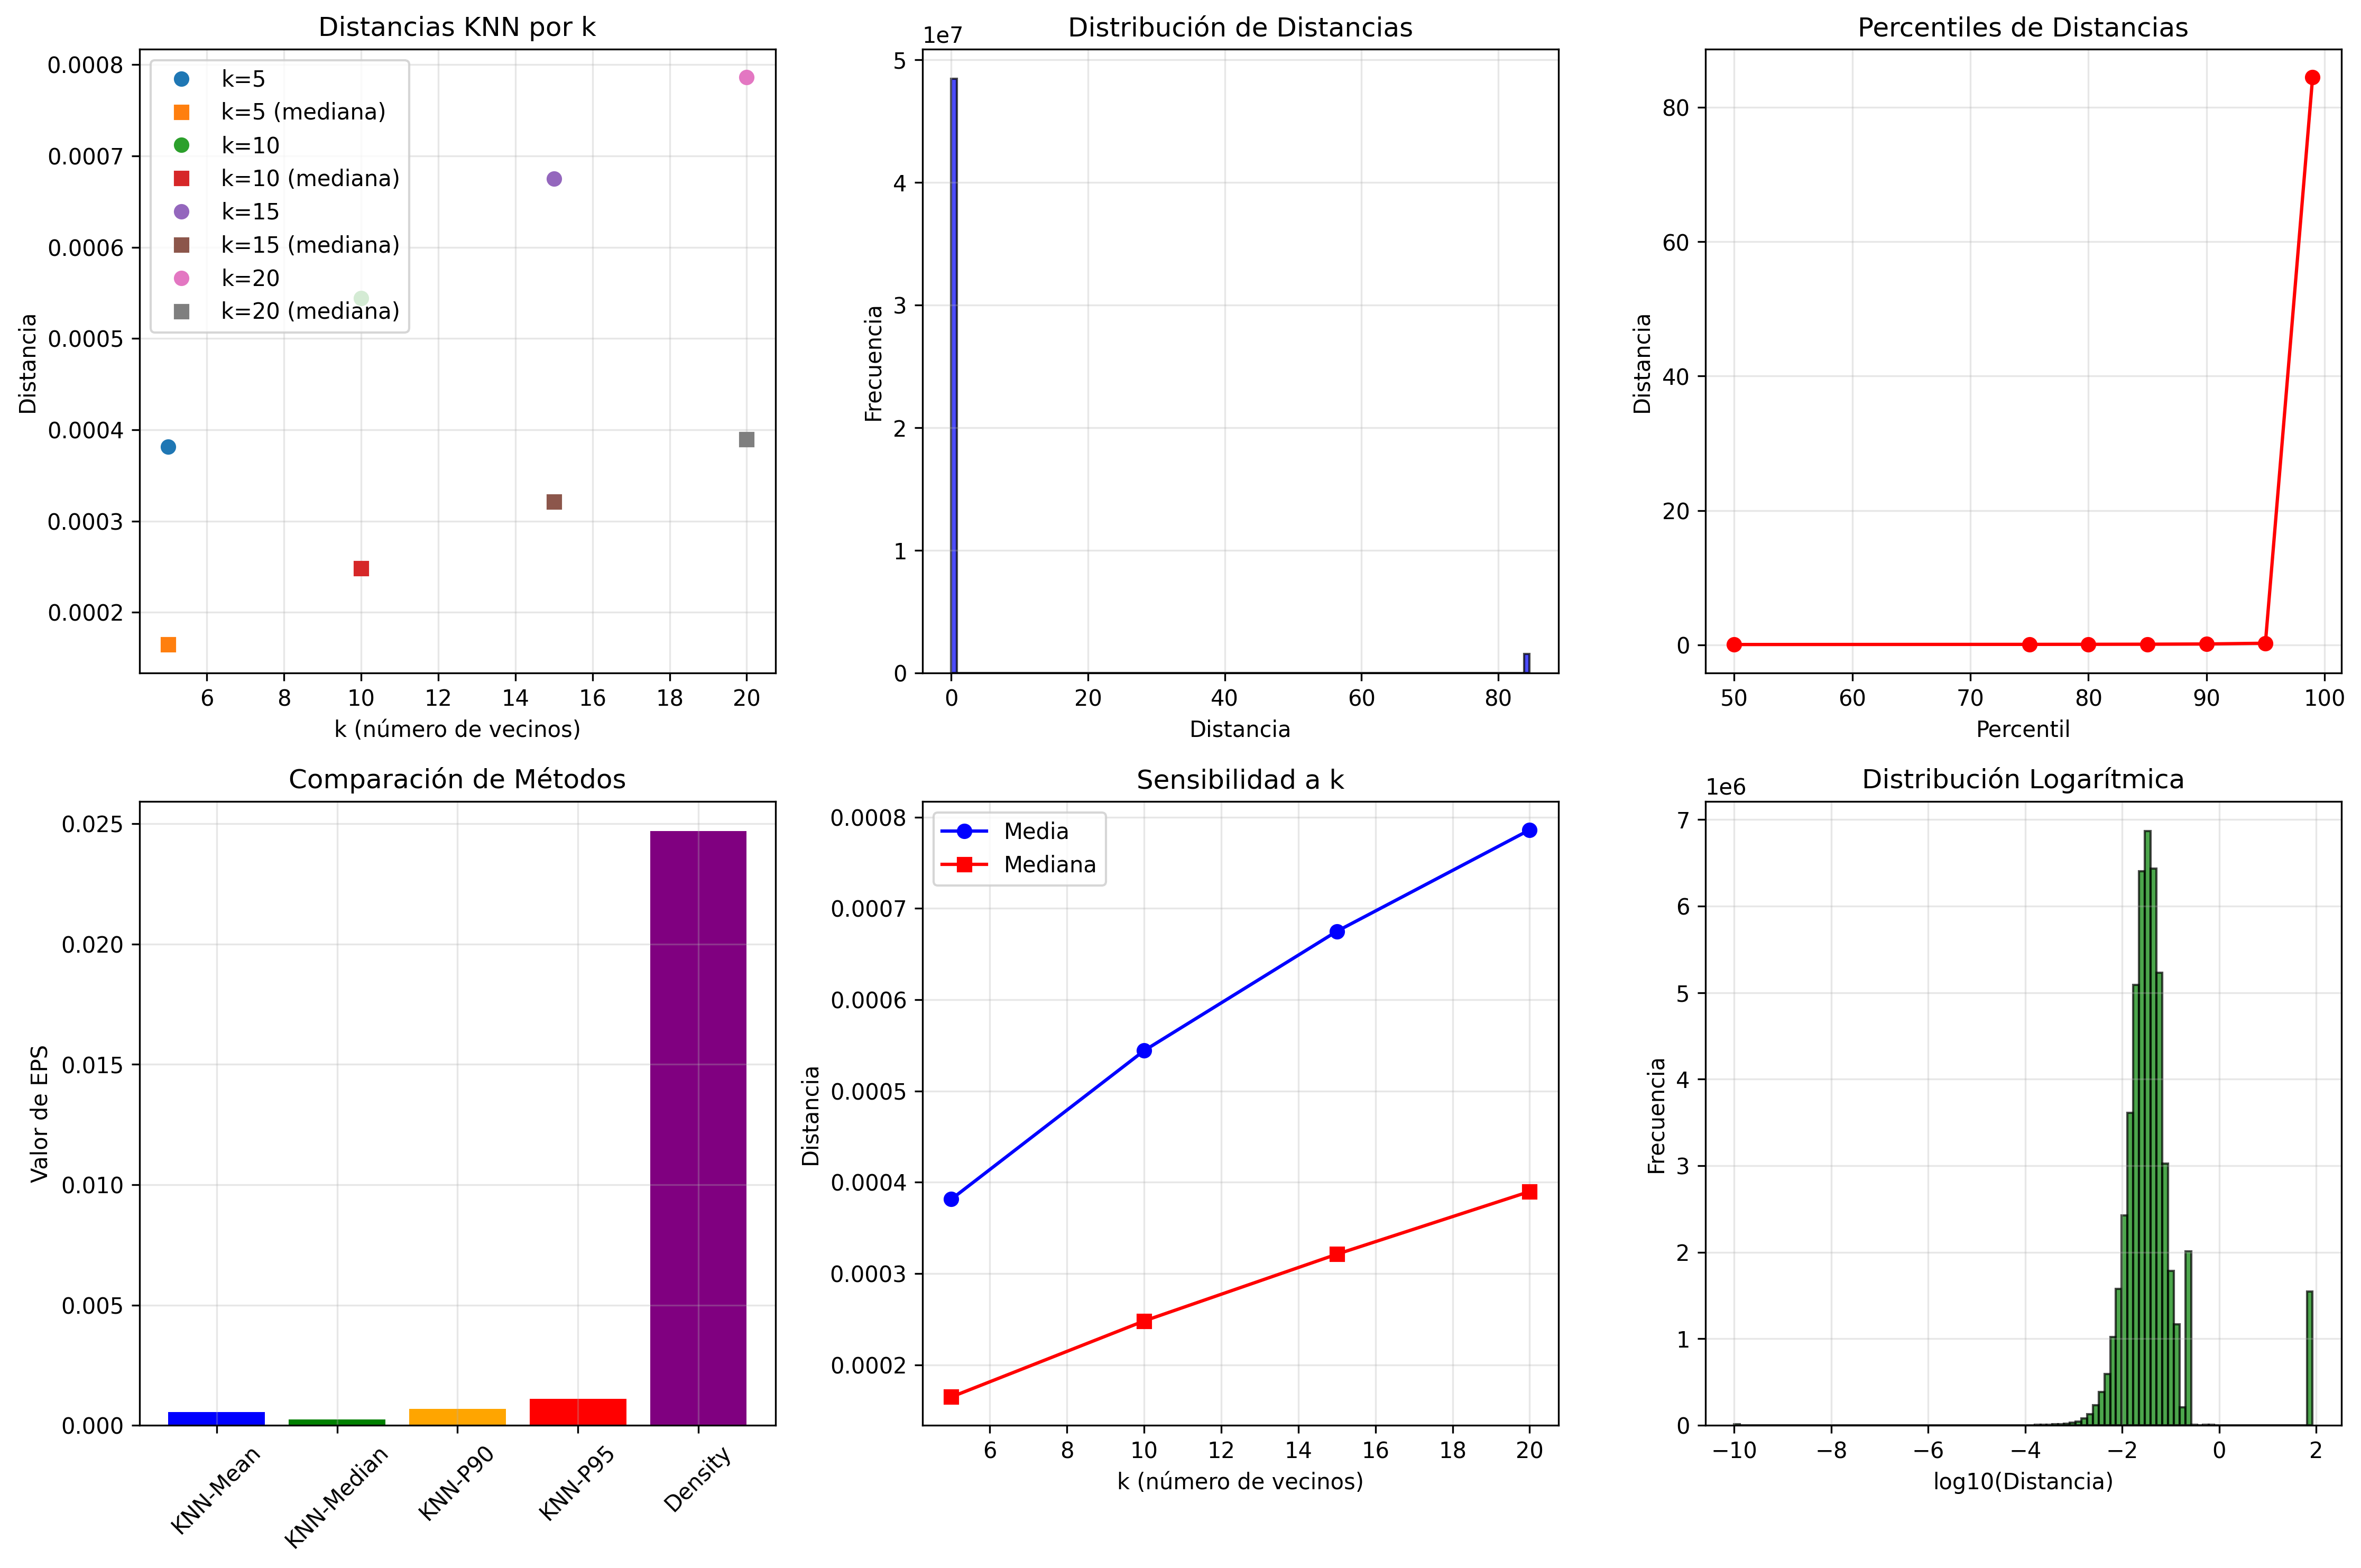 Distancias KNN por k
0.0008
0.0007
0.0006
0.0005
0.0004
0.0003
0.0002
Distancia
k=5
k=5 (mediana)
k=10
k=10 (mediana)
k=15
k=15 (mediana)
k=20
k=20 (mediana)
6 8 10 12 14 16 18 20
k (número de vecinos)
Distribución de Distancias
1e7
5
4
3
2
1
0
Frecuencia
0 20 40 60 80
Distancia
Percentiles de Distancias
80
60
40
20
0
Distancia
50 60 70 80 90 100
Percentil
Comparación de Métodos
0.025
0.020
0.015
0.010
0.005
0.000
Valor de EPS
KNN-Mean
KNN-Median
KNN-P90
KNN-P95
Density
Sensibilidad a k
0.0008
0.0007
0.0006
0.0005
0.0004
0.0003
0.0002
Distancia
Media
Mediana
6 8 10 12 14 16 18 20
k (número de vecinos)
Distribución Logarítmica
1e6
7
6
5
4
3
2
1
0
Frecuencia
−10 −8 −6 −4 −2 0 2
log10(Distancia)